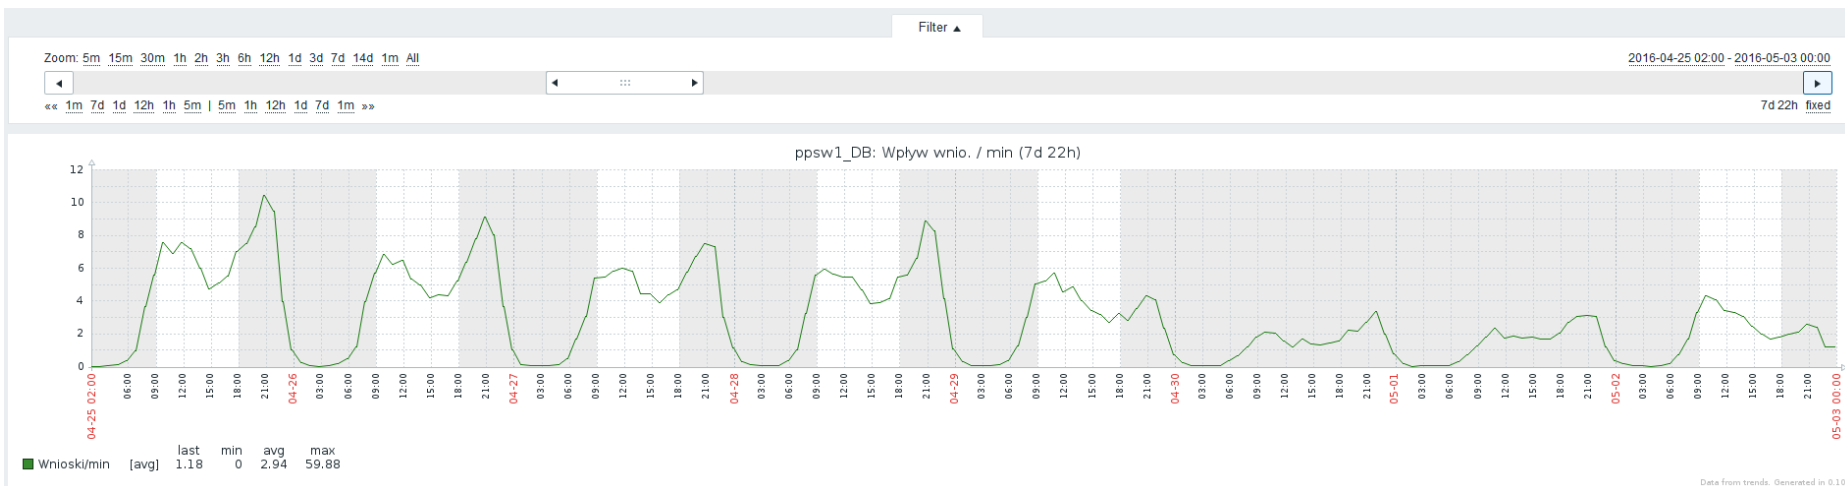 Filter ▲
Zoom: 5m 15m 30m 1h 2h 3h 6h 12h 1d 3d 7d 14d 1m All
2016-04-25 02:00 - 2016-05-03 00:00
«« 1m 7d 1d 12h 1h 5m | 5m 1h 12h 1d 7d 1m »»
7d 22h fixed
ppsw1_DB: Wpływ wnio. / min (7d 22h)
12
10
8
6
4
2
0
04-25 02:00 06:00 09:00 12:00 15:00 18:00 21:00 04-26 03:00 06:00 09:00 12:00 15:00 18:00 21:00 04-27 03:00 06:00 09:00 12:00 15:00 18:00 21:00 04-28 03:00 06:00 09:00 12:00 15:00 18:00 21:00 04-29 03:00 06:00 09:00 12:00 15:00 18:00 21:00 04-30 03:00 06:00 09:00 12:00 15:00 18:00 21:00 05-01 03:00 06:00 09:00 12:00 15:00 18:00 21:00 05-02 03:00 06:00 09:00 12:00 15:00 18:00 21:00 05-03 00:00
last min avg max
Wnioski/min [avg] 1.18 0 2.94 59.88
Data from trends. Generated in 0.10